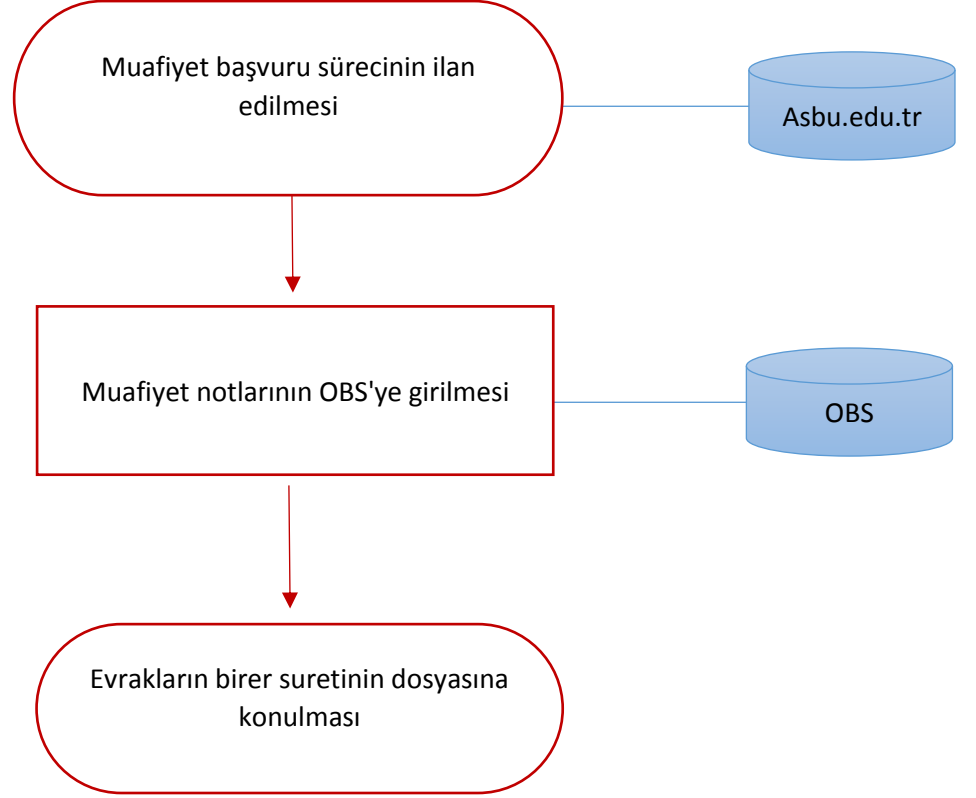 Muafiyet başvuru sürecinin ilan
edilmesi
Asbu.edu.tr
Muafiyet notlarının OBS'ye girilmesi
OBS
Evrakların birer suretinin dosyasına
konulması